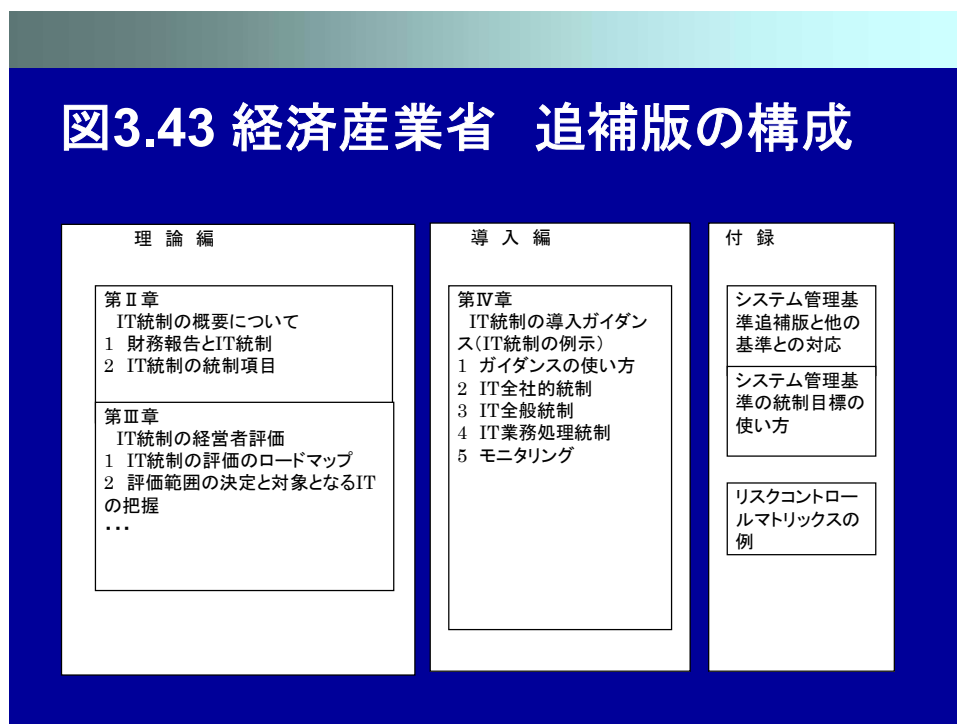 図3.43 経済産業省　追補版の構成
理 論 編
第Ⅱ章
IT統制の概要について
1 財務報告とIT統制
2 IT統制の統制項目
第Ⅲ章
IT統制の経営者評価
1 IT統制の評価のロードマップ
2 評価範囲の決定と対象となるIT
の把握
・・・
導 入 編
第Ⅳ章
IT統制の導入ガイダン
ス(IT統制の例示)
1 ガイダンスの使い方
2 IT全社的統制
3 IT全般統制
4 IT業務処理統制
5 モニタリング
付 録
システム管理基
準追補版と他の
基準との対応
システム管理基
準の統制目標の
使い方
リスクコントロー
ルマトリックスの
例